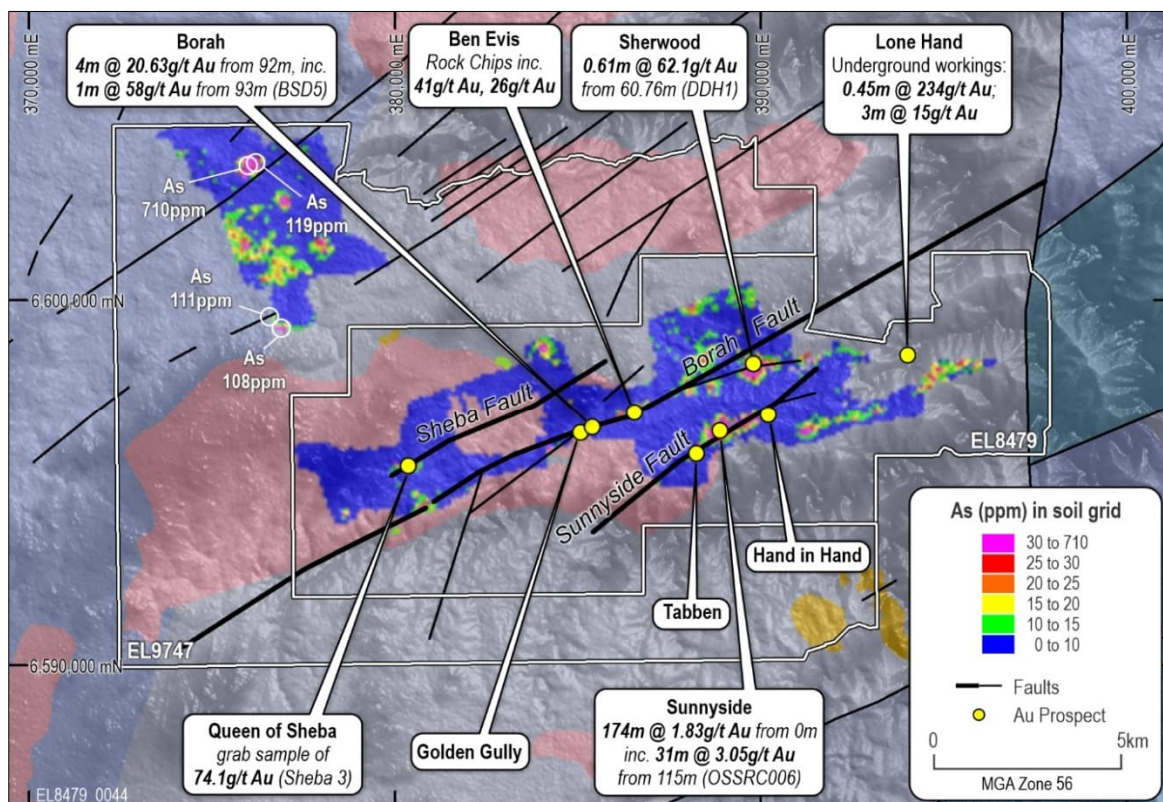 370,000 mE
380,000 mE
390,000 mE
400,000 mE
Borah
4m @ 20.63g/t Au from 92m, inc.
1m @ 58g/t Au from 93m (BSD5)
Ben Evis
Rock Chips inc.
41g/t Au, 26g/t Au
Sherwood
0.61m @ 62.1g/t Au
from 60.76m (DDH1)
Lone Hand
Underground workings:
0.45m @ 234g/t Au;
3m @ 15g/t Au
As
710ppm
As
119ppm
As
111ppm
As
108ppm
6,600,000 mN
Borah Fault
Sheba Fault
Sunnyside Fault
EL8479
Hand in Hand
Tabben
EL9747
6,590,000 mN
Queen of Sheba
grab sample of
74.1g/t Au (Sheba 3)
Golden Gully
Sunnyside
174m @ 1.83g/t Au from 0m
inc. 31m @ 3.05g/t Au
from 115m (OSSRC006)
As (ppm) in soil grid
30 to 710
25 to 30
20 to 25
15 to 20
10 to 15
0 to 10
Faults
Au Prospect
0 5km
MGA Zone 56
EL8479_0044